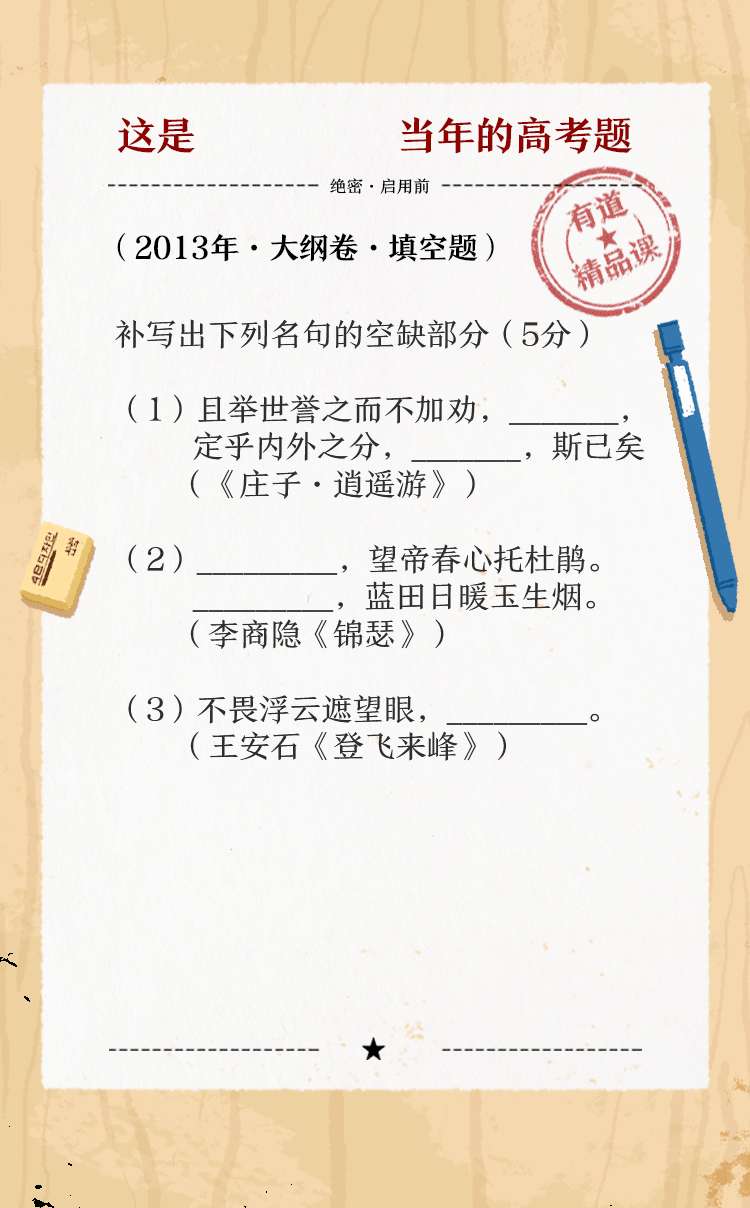 这是 当年的高考题
绝密·启用前
有道
精品课
（2013年·大纲卷·填空题）
补写出下列名句的空缺部分（5分）
（1）且举世誉之而不加劝，_______，
定乎内外之分，_______，斯已矣
（《庄子·逍遥游》）
（2）_________，望帝春心托杜鹃。
_________，蓝田日暖玉生烟。
（李商隐《锦瑟》）
（3）不畏浮云遮望眼，_________。
（王安石《登飞来峰》）